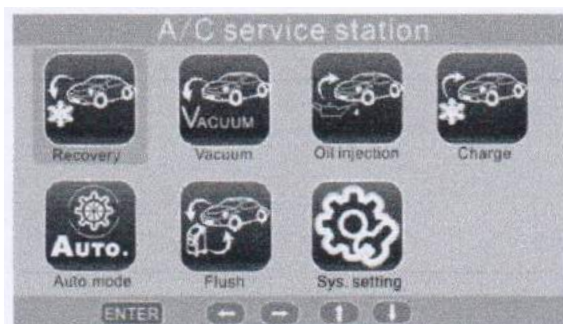 A/C service station
VACUUM
Recovery Vacuum Oil injection Charge
AUTO.
Auto mode Flush Sys. setting
ENTER